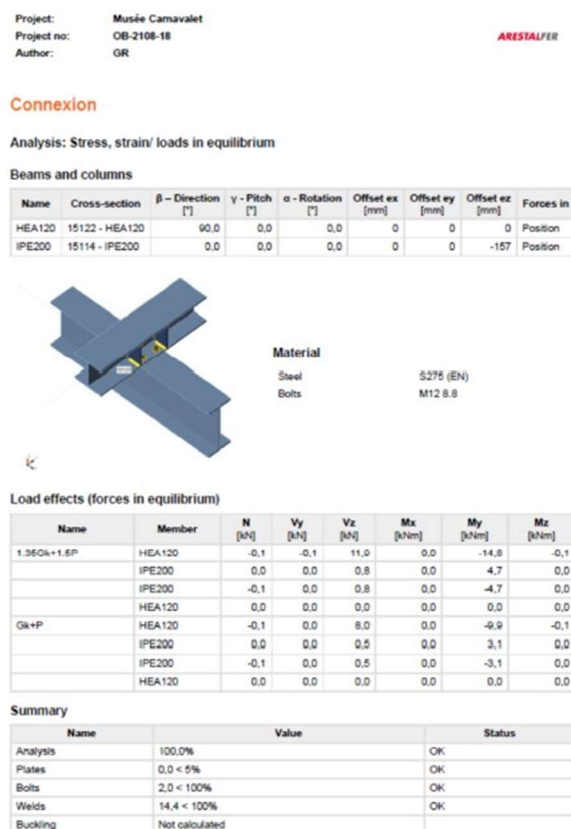 Project: Musée Carnavalet
Project no: OB-2108-18
Author: GR
ARESTALFER
Connexion
Analysis: Stress, strain/ loads in equilibrium
Beams and columns
Name Cross-section β – Direction [°] γ - Pitch [°] α - Rotation [°] Offset ex [mm] Offset ey [mm] Offset ez [mm] Forces in
HEA120 15122 - HEA120 90,0 0,0 0,0 0 0 0 Position
IPE200 15114 - IPE200 0,0 0,0 0,0 0 0 -157 Position
Material
Steel S275 (EN)
Bolts M12 8.8
Load effects (forces in equilibrium)
Name Member N [kN] Vy [kN] Vz [kN] Mx [kNm] My [kNm] Mz [kNm]
1.35Gk+1.5P HEA120 -0,1 -0,1 11,9 0,0 -14,8 -0,1
IPE200 0,0 0,0 0,8 0,0 4,7 0,0
IPE200 -0,1 0,0 0,8 0,0 -4,7 0,0
HEA120 0,0 0,0 0,0 0,0 0,0 0,0
Gk+P HEA120 -0,1 0,0 8,0 0,0 -9,9 -0,1
IPE200 0,0 0,0 0,5 0,0 3,1 0,0
IPE200 -0,1 0,0 0,5 0,0 -3,1 0,0
HEA120 0,0 0,0 0,0 0,0 0,0 0,0
Summary
Name Value Status
Analysis 100,0% OK
Plates 0,0 < 5% OK
Bolts 2,0 < 100% OK
Welds 14,4 < 100% OK
Buckling Not calculated